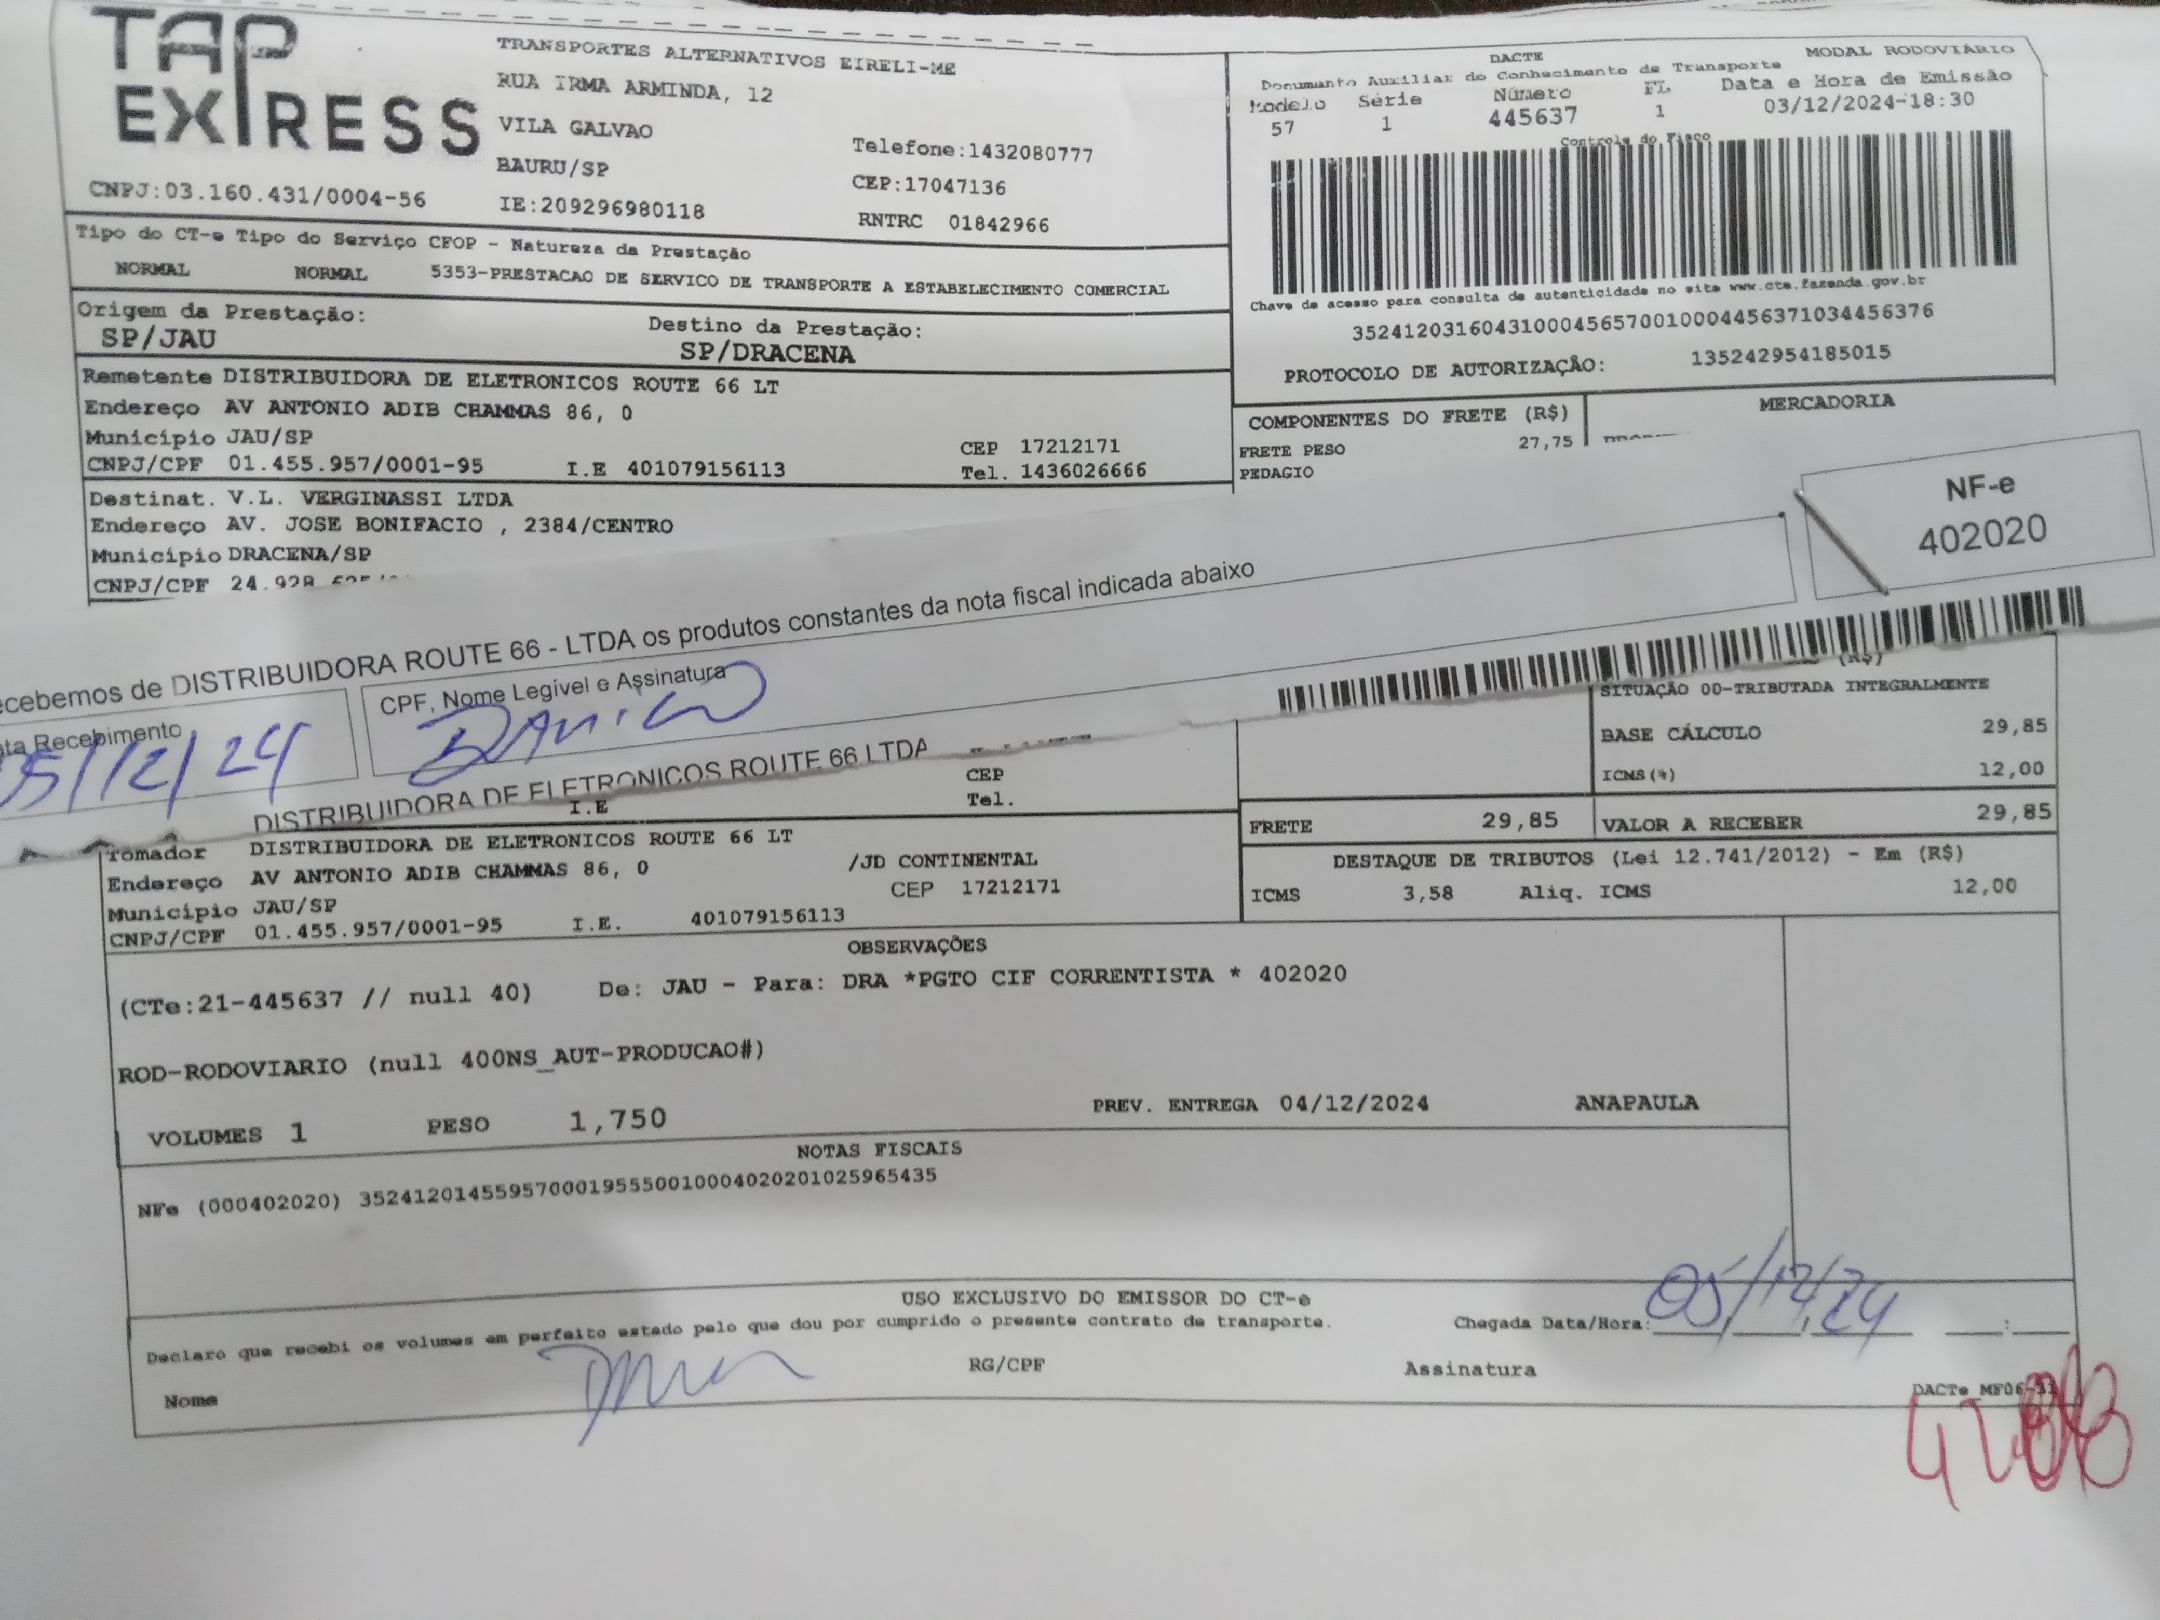 TAP EXPRESS
TRANSPORTES ALTERNATIVOS EIRELI-ME
RUA IRMA ARMINDA, 12
VILA GALVAO
BAURU/SP
Telefone:1432080777
CEP:17047136
CNPJ:03.160.431/0004-56
IE:209296980118
RNTRC 01842966
DACTE
MODAL RODOVIÁRIO
Documento Auxiliar do Conhecimento de Transporte
Modelo Série Número FL Data e Hora de Emissão
57 1 445637 1 03/12/2024-18:30
Controle do Fisco
Chave de acesso para consulta de autenticidade no site www.cte.fazenda.gov.br
35241203160431000456570010004456371034456376
PROTOCOLO DE AUTORIZAÇÃO: 135242954185015
Tipo do CT-e Tipo do Serviço CFOP - Natureza da Prestação
NORMAL NORMAL 5353-PRESTACAO DE SERVICO DE TRANSPORTE A ESTABELECIMENTO COMERCIAL
Origem da Prestação: Destino da Prestação:
SP/JAU SP/DRACENA
Remetente DISTRIBUIDORA DE ELETRONICOS ROUTE 66 LT
Endereço AV ANTONIO ADIB CHAMMAS 86, 0
Município JAU/SP CEP 17212171
CNPJ/CPF 01.455.957/0001-95 I.E 401079156113 Tel. 1436026666
COMPONENTES DO FRETE (R$) MERCADORIA
FRETE PESO 27,75
PEDAGIO
Destinat. V.L. VERGINASSI LTDA
Endereço AV. JOSE BONIFACIO , 2384/CENTRO
Município DRACENA/SP
CNPJ/CPF 24.928
NF-e
402020
ecebemos de DISTRIBUIDORA ROUTE 66 - LTDA os produtos constantes da nota fiscal indicada abaixo
ata Recebimento CPF, Nome Legível e Assinatura
05/12/24 DANilo
DISTRIBUIDORA DE ELETRONICOS ROUTE 66 LTDA
(R$)
SITUAÇÃO 00-TRIBUTADA INTEGRALMENTE
BASE CÁLCULO 29,85
ICMS(%) 12,00
CEP
I.E Tel.
FRETE 29,85 VALOR A RECEBER 29,85
Tomador DISTRIBUIDORA DE ELETRONICOS ROUTE 66 LT
Endereço AV ANTONIO ADIB CHAMMAS 86, 0 /JD CONTINENTAL
Município JAU/SP CEP 17212171
CNPJ/CPF 01.455.957/0001-95 I.E. 401079156113
DESTAQUE DE TRIBUTOS (Lei 12.741/2012) - Em (R$)
ICMS 3,58 Aliq. ICMS 12,00
OBSERVAÇÕES
(CTe:21-445637 // null 40) De: JAU - Para: DRA *PGTO CIF CORRENTISTA * 402020
ROD-RODOVIARIO (null 400NS_AUT-PRODUCAO#)
VOLUMES 1 PESO 1,750 PREV. ENTREGA 04/12/2024 ANAPAULA
NOTAS FISCAIS
NFe (000402020) 35241201455957000195550010004020201025965435
USO EXCLUSIVO DO EMISSOR DO CT-e
Declaro que recebi os volumes em perfeito estado pelo que dou por cumprido o presente contrato de transporte.
Chegada Data/Hora: 05/12/24 :
Nome RG/CPF Assinatura
DACTe_MF06-